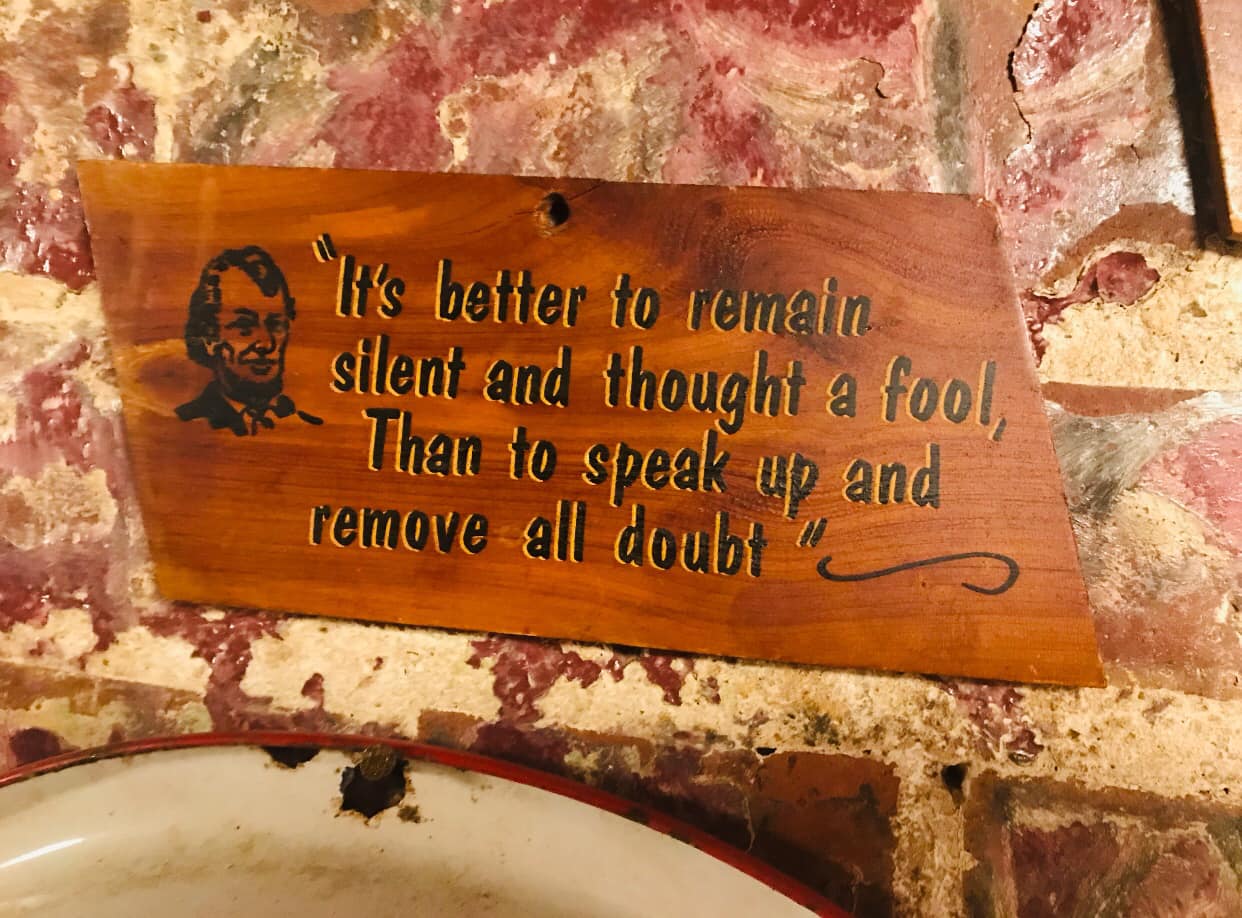 "It's better to remain
silent and thought a fool,
Than to speak up and
remove all doubt"